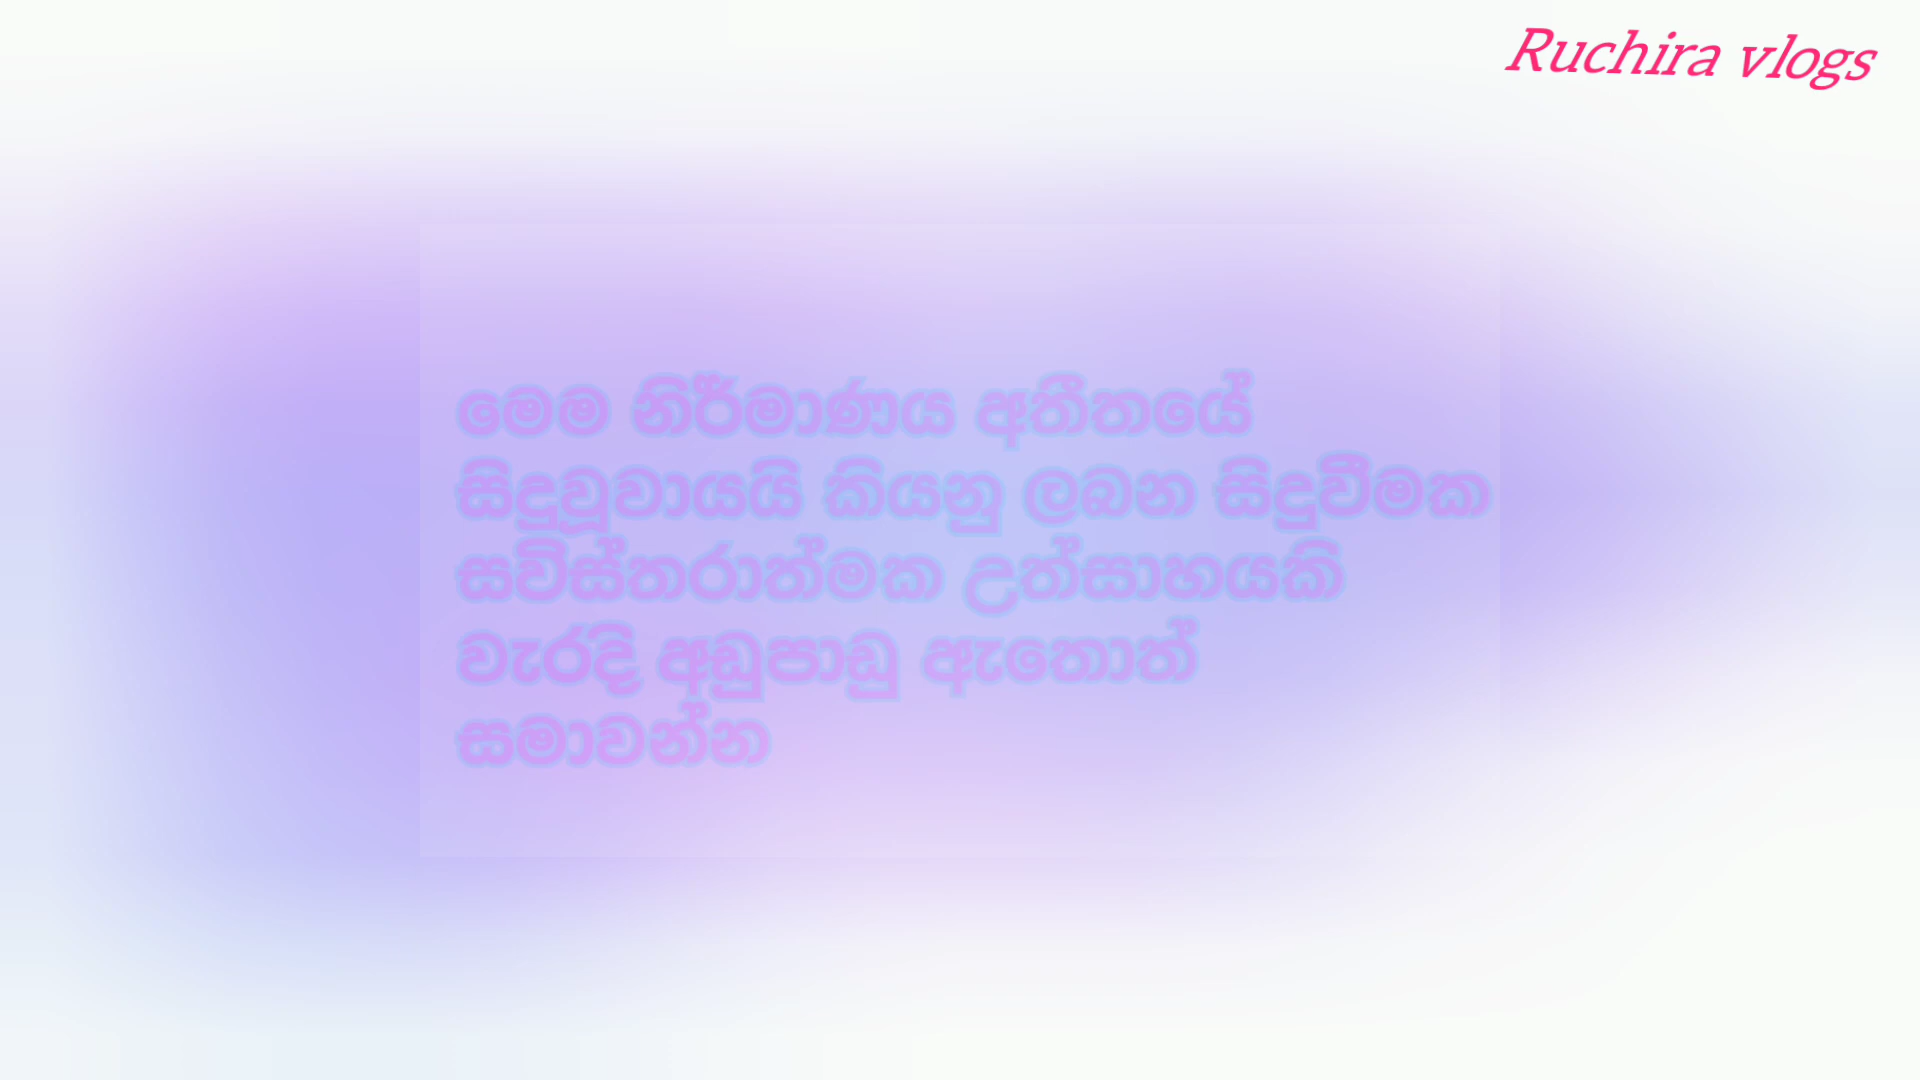 Ruchira vlogs
මෙම නිර්මාණය අතීතයේ
සිදුවූවායයි කියනු ලබන සිදුවීමක
සවිස්තරාත්මක උත්සාහයකි
වැරදි අඩුපාඩු ඇතොත්
සමාවන්න